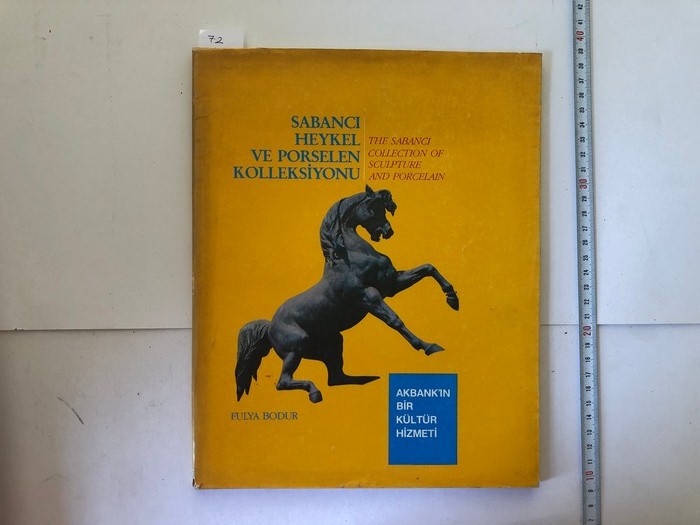 72
SABANCI
HEYKEL
VE PORSELEN
KOLLEKSİYONU
THE SABANCI
COLLECTION OF
SCULPTURE
AND PORCELAIN
FULYA BODUR
AKBANK'IN
BİR
KÜLTÜR
HİZMETİ